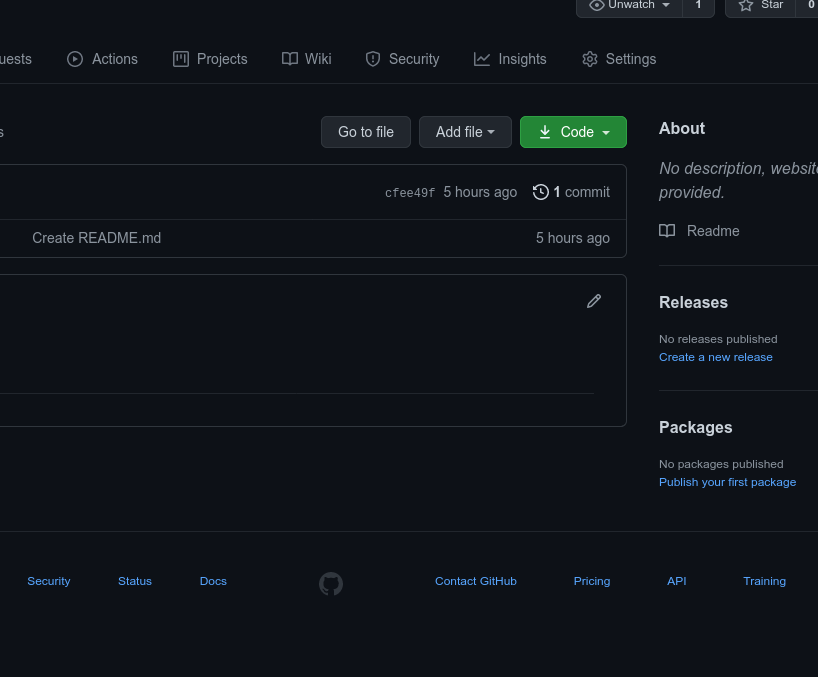 Unwatch 1 Star 0
uests Actions Projects Wiki Security Insights Settings
s Go to file Add file Code
cfee49f 5 hours ago 1 commit
Create README.md 5 hours ago
About
No description, website
provided.
Readme
Releases
No releases published
Create a new release
Packages
No packages published
Publish your first package
Security Status Docs Contact GitHub Pricing API Training